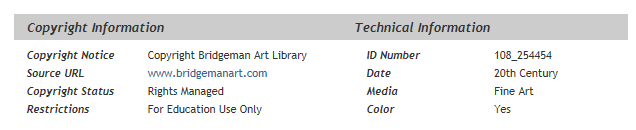 Copyright Information Technical Information
Copyright Notice Copyright Bridgeman Art Library ID Number 108_254454
Source URL www.bridgemanart.com Date 20th Century
Copyright Status Rights Managed Media Fine Art
Restrictions For Education Use Only Color Yes